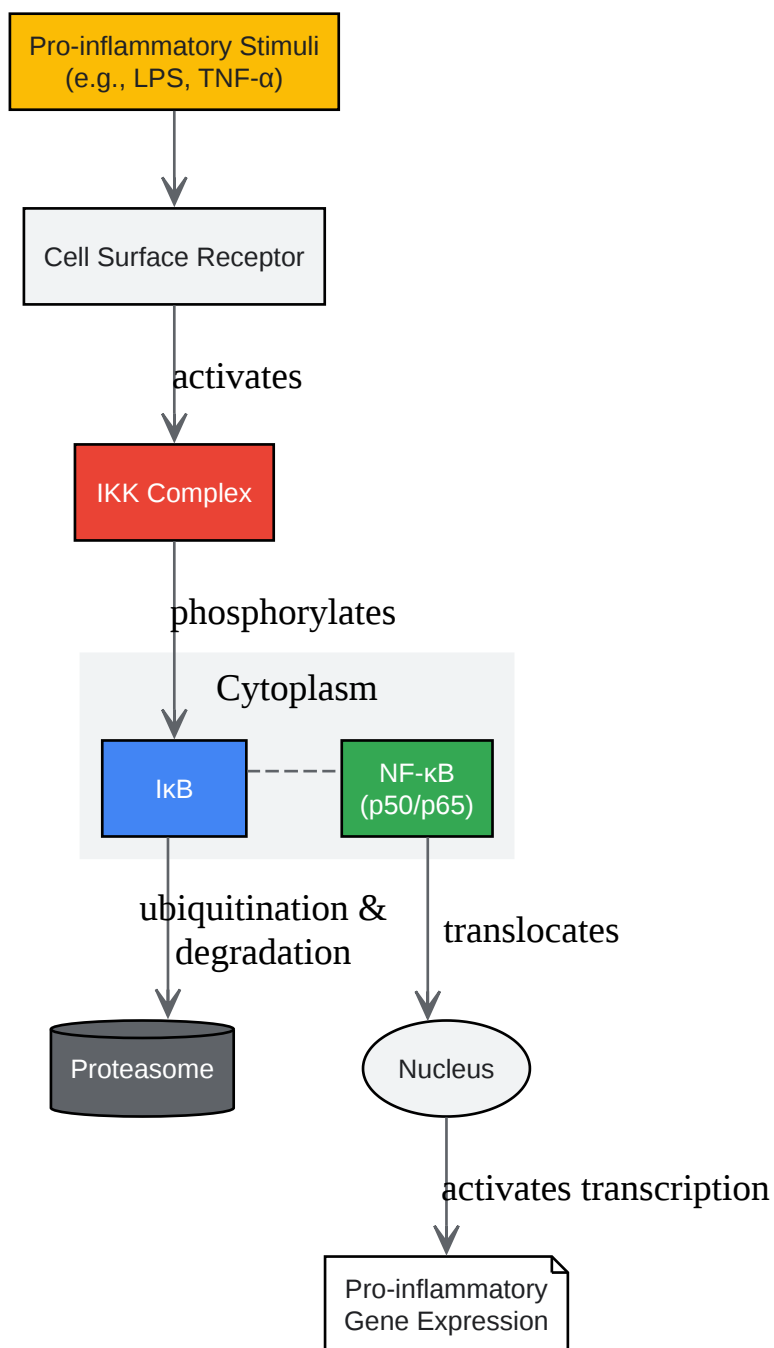 Pro-inflammatory Stimuli
(e.g., LPS, TNF-α)
Cell Surface Receptor
activates
IKK Complex
phosphorylates
Cytoplasm
IκB
NF-κB
(p50/p65)
ubiquitination &
degradation
translocates
Proteasome
Nucleus
activates transcription
Pro-inflammatory
Gene Expression